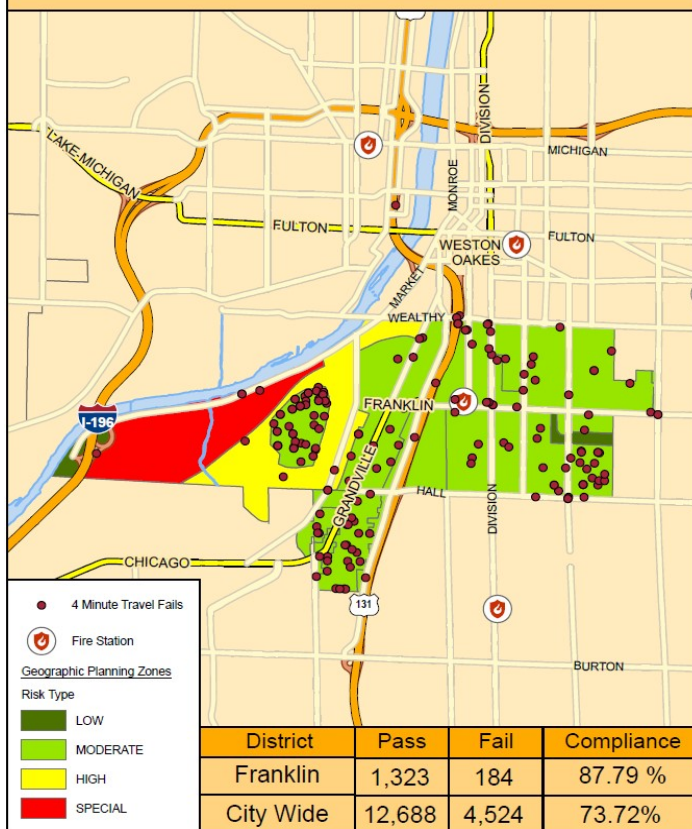 DIVISION
MICHIGAN
LAKE-MICHIGAN
MONROE
FULTON
FULTON
WESTON
OAKES
MARKET
WEALTHY
FRANKLIN
I-196
GRANDVILLE
HALL
DIVISION
CHICAGO
131
BURTON
4 Minute Travel Fails
Fire Station
Geographic Planning Zones
Risk Type
LOW
MODERATE
HIGH
SPECIAL
District Pass Fail Compliance
Franklin 1,323 184 87.79 %
City Wide 12,688 4,524 73.72%